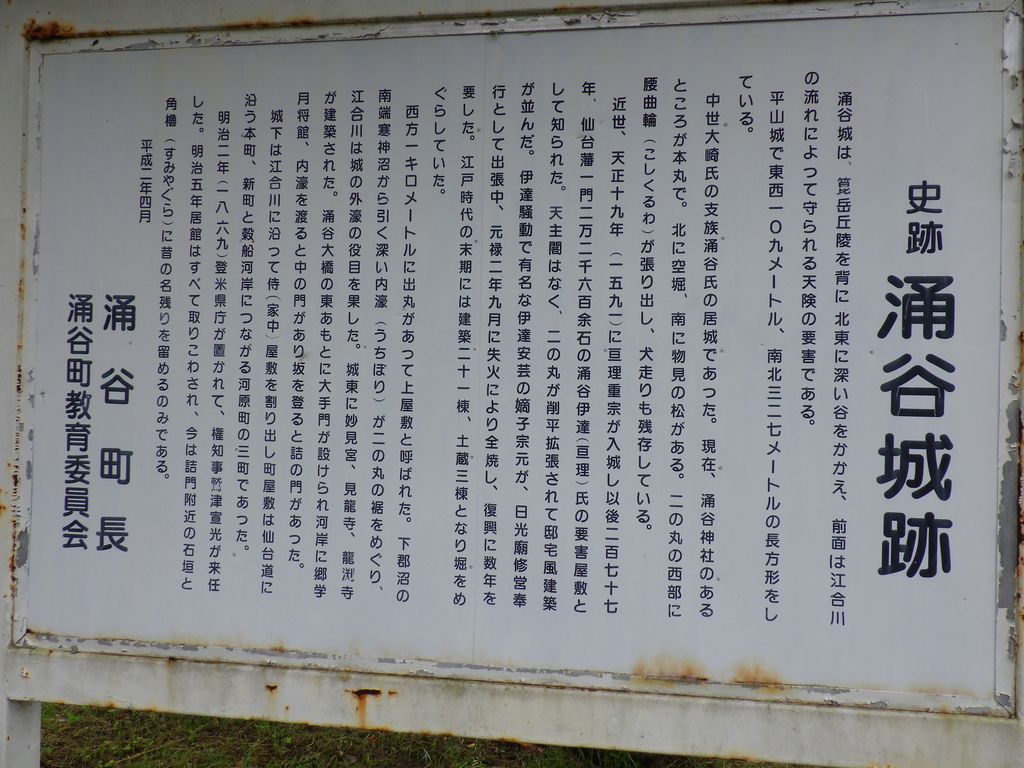 史跡 涌谷城跡
涌谷城は、箟岳丘陵を背に北東に深い谷をかかえ、前面は江合川
の流れによって守られる天険の要害である。
平山城で東西一〇九メートル、南北三二七メートルの長方形をし
ている。
中世大崎氏の支族涌谷氏の居城であった。現在、涌谷神社のある
ところが本丸で。北に空堀、南に物見の松がある。二の丸の西部に
腰曲輪（こしくるわ）が張り出し、犬走りも残存している。
近世、天正十九年（一五九一）に亘理重宗が入城し以後二百七十七
年、仙台藩一門二万二千六百余石の涌谷伊達（亘理）氏の要害屋敷と
して知られた。天主閣はなく、二の丸が削平拡張されて邸宅風建築
が並んだ。伊達騒動で有名な伊達安芸の嫡子宗元が、日光廟修営奉
行として出張中、元禄二年九月に失火により全焼し、復興に数年を
要した。江戸時代の末期には建築二十一棟、土蔵三棟となり堀をめ
ぐらしていた。
西方一キロメートルに出丸があって上屋敷と呼ばれた。下郡沼の
南端寒神沼から引く深い内濠（うちぼり）が二の丸の裾をめぐり、
江合川は城の外濠の役目を果した。城東に妙見宮、見龍寺、龍渕寺
が建築された。涌谷大橋の東あもとに大手門が設けられ河岸に郷学
月将館、内濠を渡ると中の門があり坂を登ると詰の門があった。
城下は江合川に沿って侍（家中）屋敷を割り出し町屋敷は仙台道に
沿う本町、新町と穀船河岸につながる河原町の三町であった。
明治二年（一八六九）登米県庁が置かれて、権知事鷲津宣光が来任
した。明治五年居館はすべて取りこわされ、今は詰門附近の石垣と
角櫓（すみやぐら）に昔の名残りを留めるのみである。
平成二年四月
涌谷町長
涌谷町教育委員会